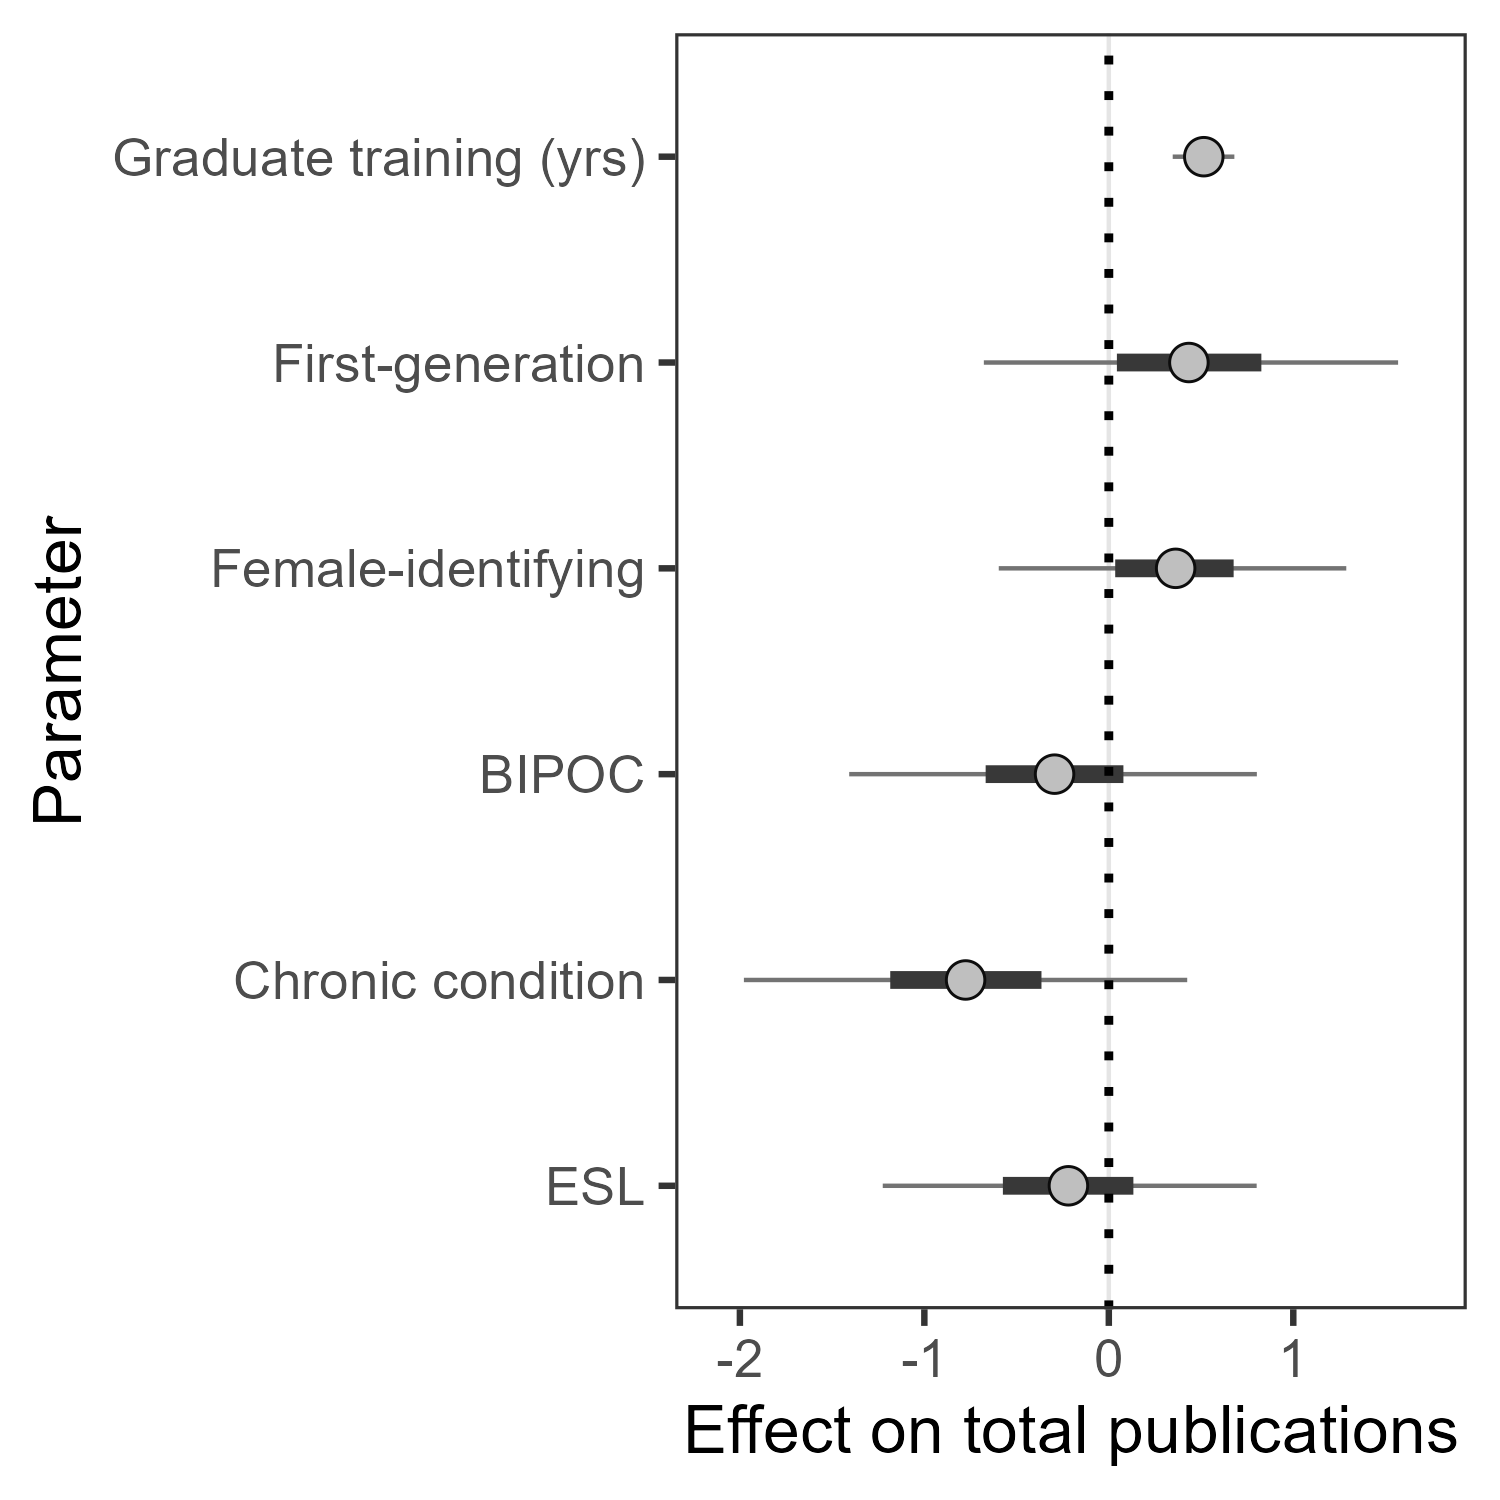 Graduate training (yrs)
First-generation
Female-identifying
BIPOC
Chronic condition
ESL
Parameter
-2 -1 0 1
Effect on total publications